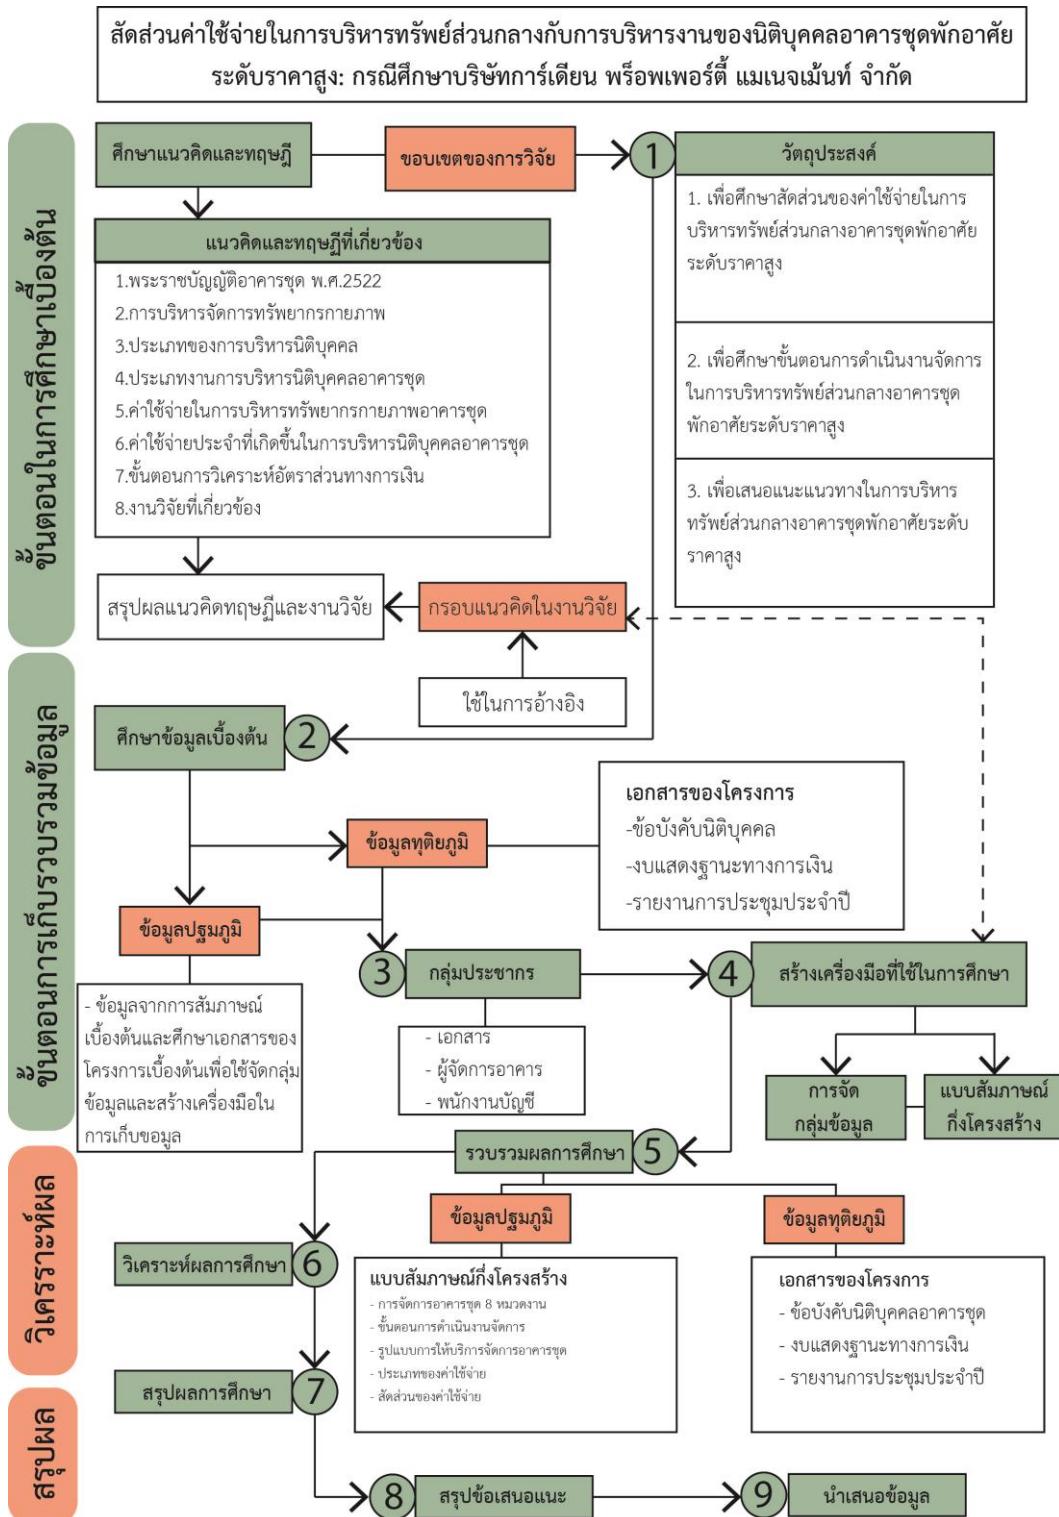 สัดส่วนค่าใช้จ่ายในการบริหารทรัพย์ส่วนกลางกับการบริหารงานของนิติบุคคลอาคารชุดพักอาศัย
ระดับราคาสูง: กรณีศึกษาบริษัทการ์เดียน พร็อพเพอร์ตี้ แมเนจเม้นท์ จำกัด
ขั้นตอนในการศึกษาเบื้องต้น
ศึกษาแนวคิดและทฤษฎี
ขอบเขตของการวิจัย
1
วัตถุประสงค์
1. เพื่อศึกษาสัดส่วนของค่าใช้จ่ายในการ
บริหารทรัพย์ส่วนกลางอาคารชุดพักอาศัย
ระดับราคาสูง
2. เพื่อศึกษาขั้นตอนการดำเนินงานจัดการ
ในการบริหารทรัพย์ส่วนกลางอาคารชุด
พักอาศัยระดับราคาสูง
3. เพื่อเสนอแนะแนวทางในการบริหาร
ทรัพย์ส่วนกลางอาคารชุดพักอาศัยระดับ
ราคาสูง
แนวคิดและทฤษฎีที่เกี่ยวข้อง
1.พระราชบัญญัติอาคารชุด พ.ศ.2522
2.การบริหารจัดการทรัพยากรกายภาพ
3.ประเภทของการบริหารนิติบุคคล
4.ประเภทงานการบริหารนิติบุคคลอาคารชุด
5.ค่าใช้จ่ายในการบริหารทรัพยากรกายภาพอาคารชุด
6.ค่าใช้จ่ายประจำที่เกิดขึ้นในการบริหารนิติบุคคลอาคารชุด
7.ขั้นตอนการวิเคราะห์อัตราส่วนทางการเงิน
8.งานวิจัยที่เกี่ยวข้อง
สรุปผลแนวคิดทฤษฎีและงานวิจัย
กรอบแนวคิดในงานวิจัย
ใช้ในการอ้างอิง
ขั้นตอนการเก็บรวบรวมข้อมูล
ศึกษาข้อมูลเบื้องต้น
2
ข้อมูลทุติยภูมิ
เอกสารของโครงการ
-ข้อบังคับนิติบุคคล
-งบแสดงฐานะทางการเงิน
-รายงานการประชุมประจำปี
ข้อมูลปฐมภูมิ
- ข้อมูลจากการสัมภาษณ์
เบื้องต้นและศึกษาเอกสารของ
โครงการเบื้องต้นเพื่อใช้จัดกลุ่ม
ข้อมูลและสร้างเครื่องมือใน
การเก็บขอมูล
3
กลุ่มประชากร
- เอกสาร
- ผู้จัดการอาคาร
- พนักงานบัญชี
4
สร้างเครื่องมือที่ใช้ในการศึกษา
การจัด
กลุ่มข้อมูล
แบบสัมภาษณ์
กึ่งโครงสร้าง
วิเครราะห์ผล
รวบรวมผลการศึกษา
5
ข้อมูลปฐมภูมิ
ข้อมูลทุติยภูมิ
วิเคราะห์ผลการศึกษา
6
แบบสัมภาษณ์กึ่งโครงสร้าง
- การจัดการอาคารชุด 8 หมวดงาน
- ขั้นตอนการดำเนินงานจัดการ
- รูปแบบการให้บริการจัดการอาคารชุด
- ประเภทของค่าใช้จ่าย
- สัดส่วนของค่าใช้จ่าย
เอกสารของโครงการ
- ข้อบังคับนิติบุคคลอาคารชุด
- งบแสดงฐานะทางการเงิน
- รายงานการประชุมประจำปี
สรุปผล
สรุปผลการศึกษา
7
8
สรุปข้อเสนอแนะ
9
นำเสนอข้อมูล